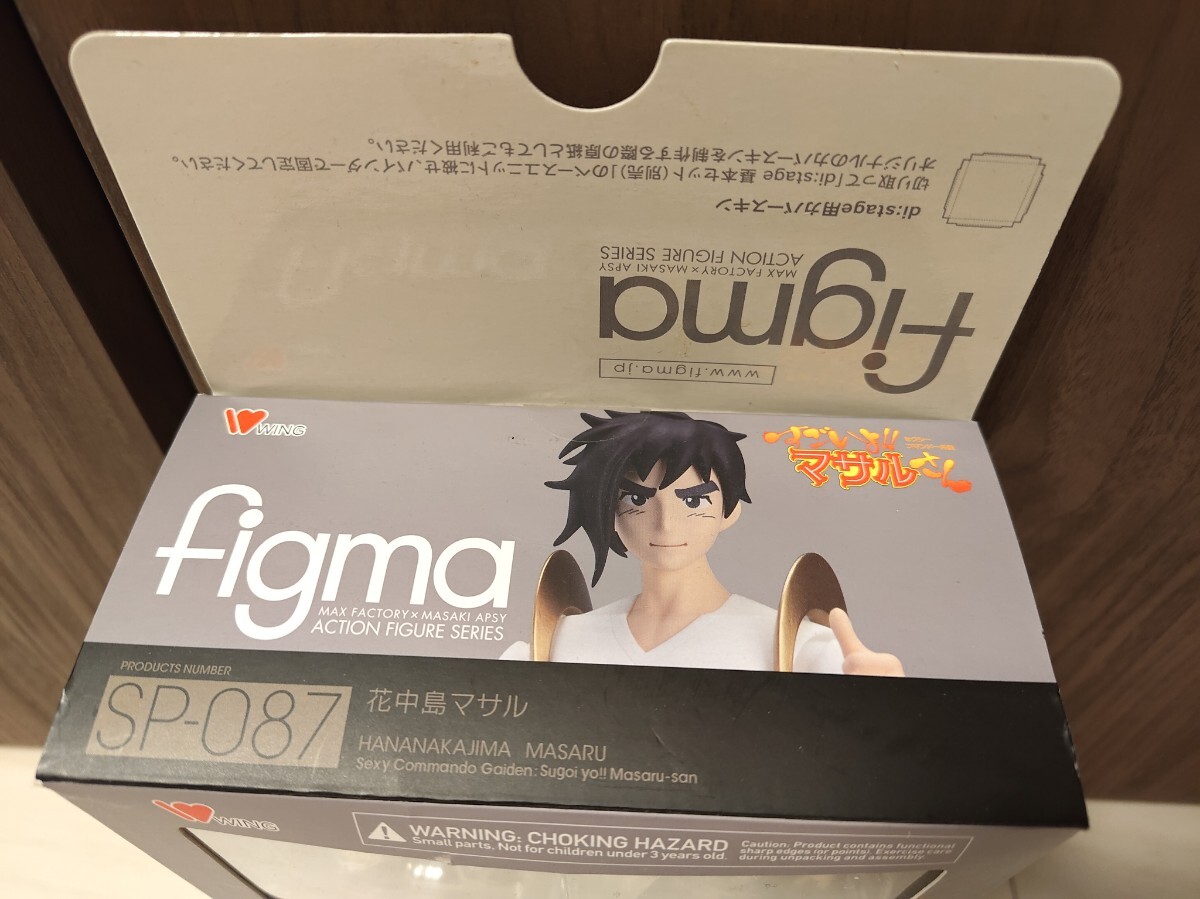 di:stage用カバースキン
切り取って「di:stage 基本セット(別売)」のベースユニットに被せ、バインダーで固定してください。
オリジナルのカバースキンを制作する際の原紙としてもご利用ください。
figma
MAX FACTORY×MASAKI APSY
ACTION FIGURE SERIES
www.figma.jp
WING
すごいよ!!
マサルさん
figma
MAX FACTORY×MASAKI APSY
ACTION FIGURE SERIES
PRODUCTS NUMBER
SP-087
花中島マサル
HANANAKAJIMA MASARU
Sexy Commando Gaiden: Sugoi yo!! Masaru-san
WING
WARNING: CHOKING HAZARD
Small parts. Not for children under 3 years old.
Caution: Product contains functional
sharp edges (or points). Exercise care
during unpacking and assembly.